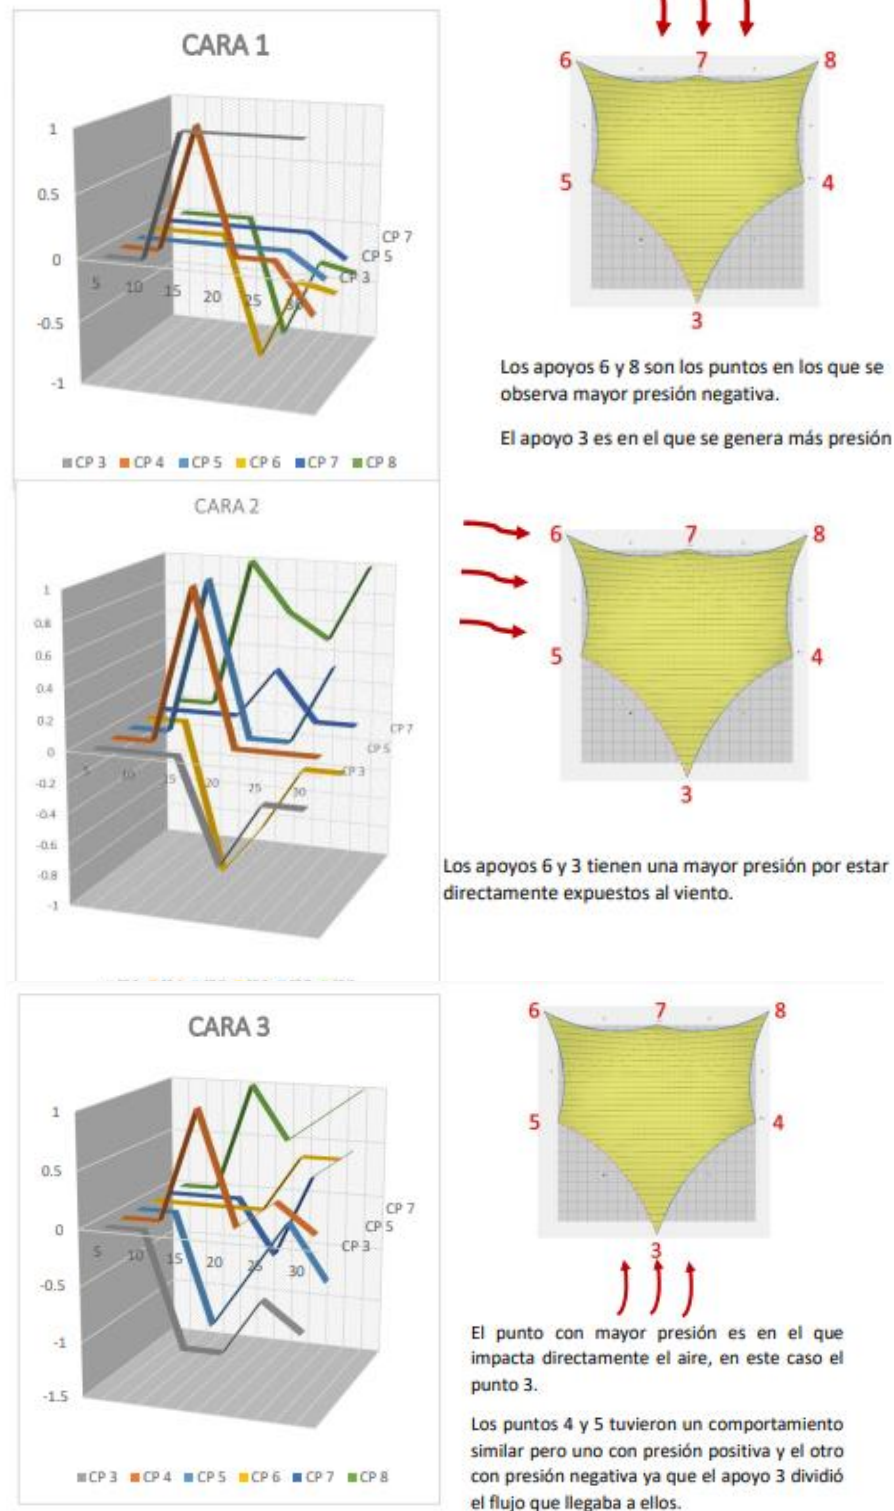 CARA 1
1
0.5
0
-0.5
-1
5
10
15
20
25
30
CP 7
CP 5
CP 3
CP 3 CP 4 CP 5 CP 6 CP 7 CP 8
6
7
8
5
4
3
Los apoyos 6 y 8 son los puntos en los que se
observa mayor presión negativa.
El apoyo 3 es en el que se genera más presión
CARA 2
1
0.8
0.6
0.4
0.2
0
-0.2
-0.4
-0.6
-0.8
-1
5
10
15
20
25
30
CP 7
CP 5
CP 3
6
7
8
5
4
3
Los apoyos 6 y 3 tienen una mayor presión por estar
directamente expuestos al viento.
CARA 3
1
0.5
0
-0.5
-1
-1.5
5
10
15
20
25
30
CP 7
CP 5
CP 3
CP 3 CP 4 CP 5 CP 6 CP 7 CP 8
6
7
8
5
4
3
El punto con mayor presión es en el que
impacta directamente el aire, en este caso el
punto 3.
Los puntos 4 y 5 tuvieron un comportamiento
similar pero uno con presión positiva y el otro
con presión negativa ya que el apoyo 3 dividió
el flujo que llegaba a ellos.